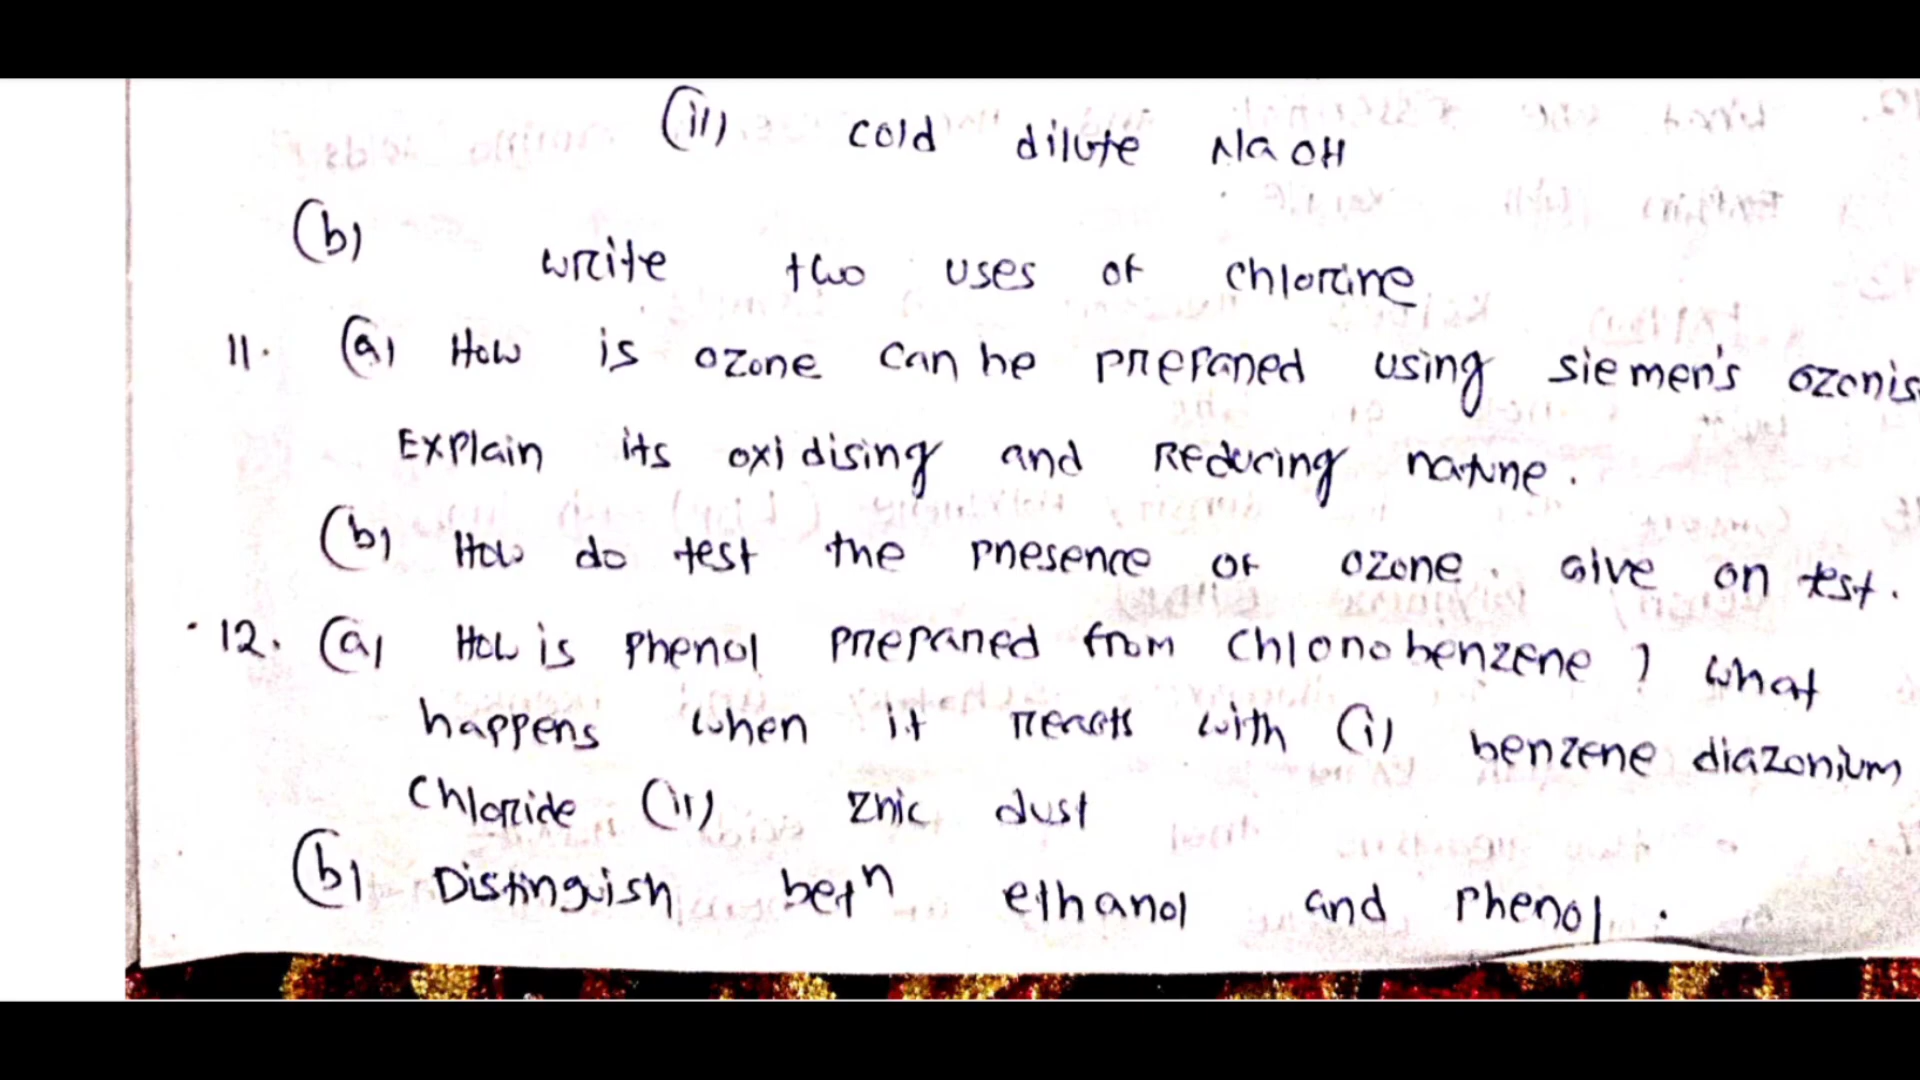 (ii) cold dilute NaOH
(b) write two uses of chlorine
11. (a) How is ozone can be prepared using siemen's ozonis
Explain its oxidising and Reducing nature.
(b) How do test the presence of ozone. Give on test.
12. (a) How is Phenol prepared from chlorobenzene? what
happens when it reacts with (i) benzene diazonium
chloride (ii) znic dust
(b) Distinguish betn ethanol and Phenol.